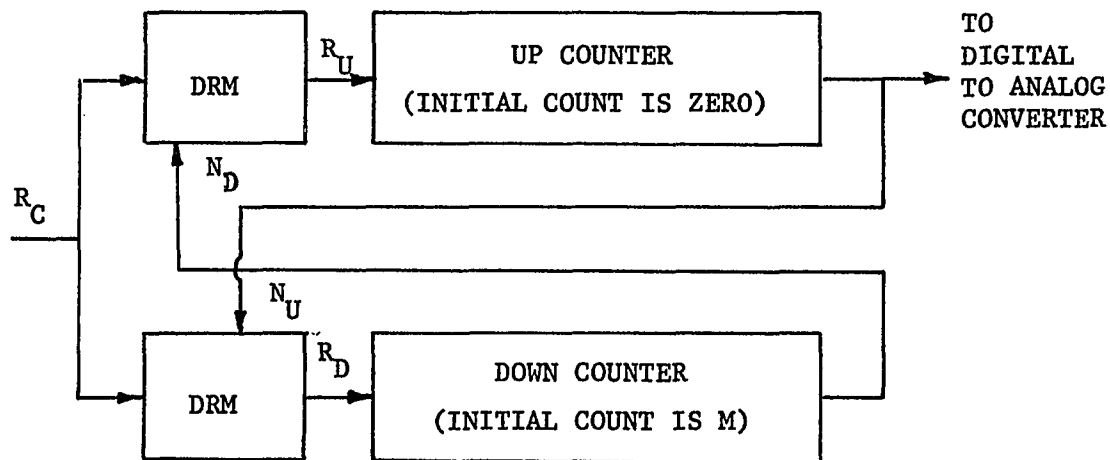 TO
DIGITAL
TO ANALOG
CONVERTER
DRM
R_U
UP COUNTER
(INITIAL COUNT IS ZERO)
N_D
R_C
N_U
DRM
R_D
DOWN COUNTER
(INITIAL COUNT IS M)